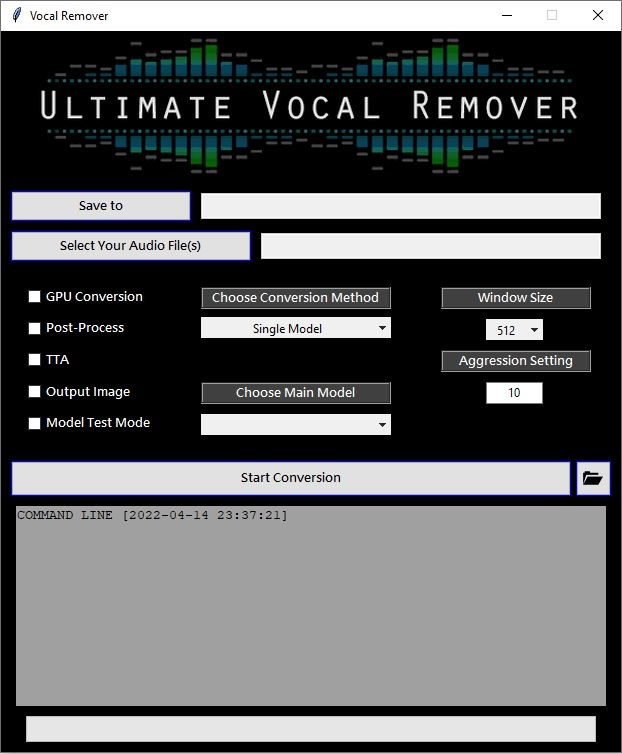 Vocal Remover
ULTIMATE VOCAL REMOVER
Save to
Select Your Audio File(s)
GPU Conversion
Choose Conversion Method
Window Size
Post-Process
Single Model
512
TTA
Aggression Setting
Output Image
Choose Main Model
10
Model Test Mode
Start Conversion
COMMAND LINE [2022-04-14 23:37:21]